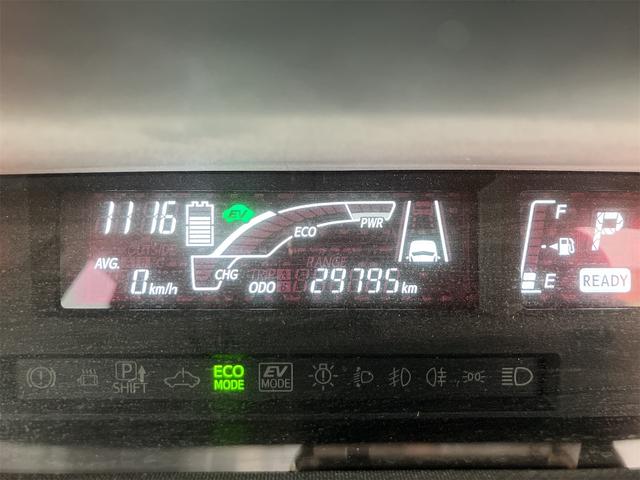 11:16 EV
F
ECO PWR
P
AVG.
CHG
E READY
0 km/h ODO 29795 km
P SHIFT
ECO MODE
EV MODE